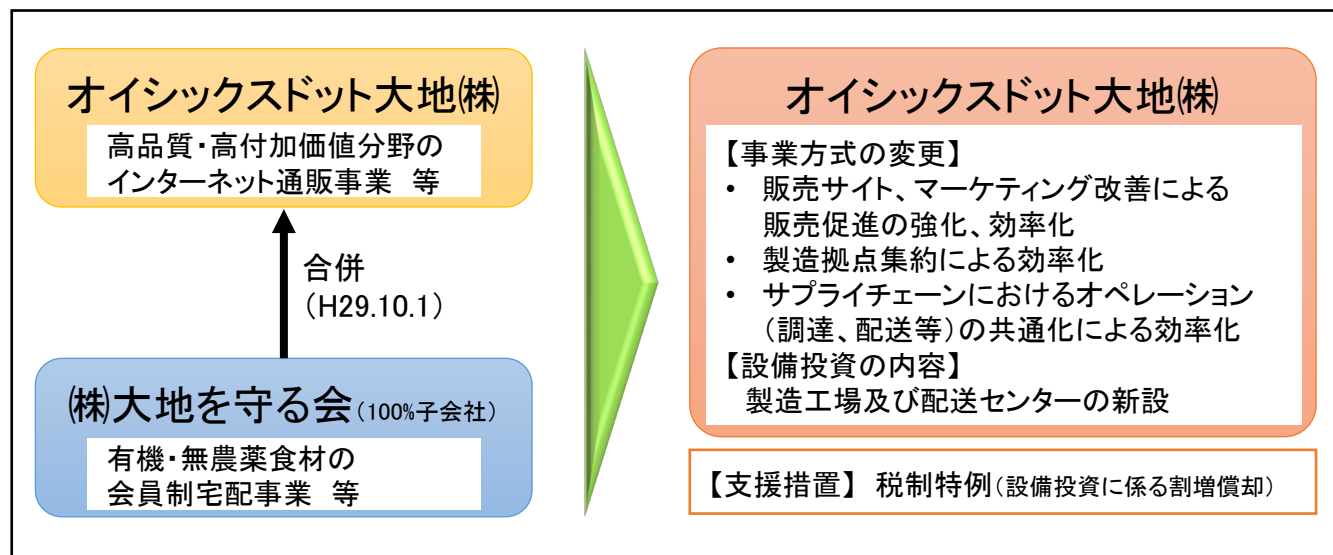 オイシックスドット大地㈱
高品質・高付加価値分野の
インターネット通販事業 等
合併
（H29.10.1）
㈱大地を守る会（100%子会社）
有機・無農薬食材の
会員制宅配事業 等
オイシックスドット大地㈱
【事業方式の変更】
• 販売サイト、マーケティング改善による
販売促進の強化、効率化
• 製造拠点集約による効率化
• サプライチェーンにおけるオペレーション
（調達、配送等）の共通化による効率化
【設備投資の内容】
製造工場及び配送センターの新設
【支援措置】 税制特例（設備投資に係る割増償却）